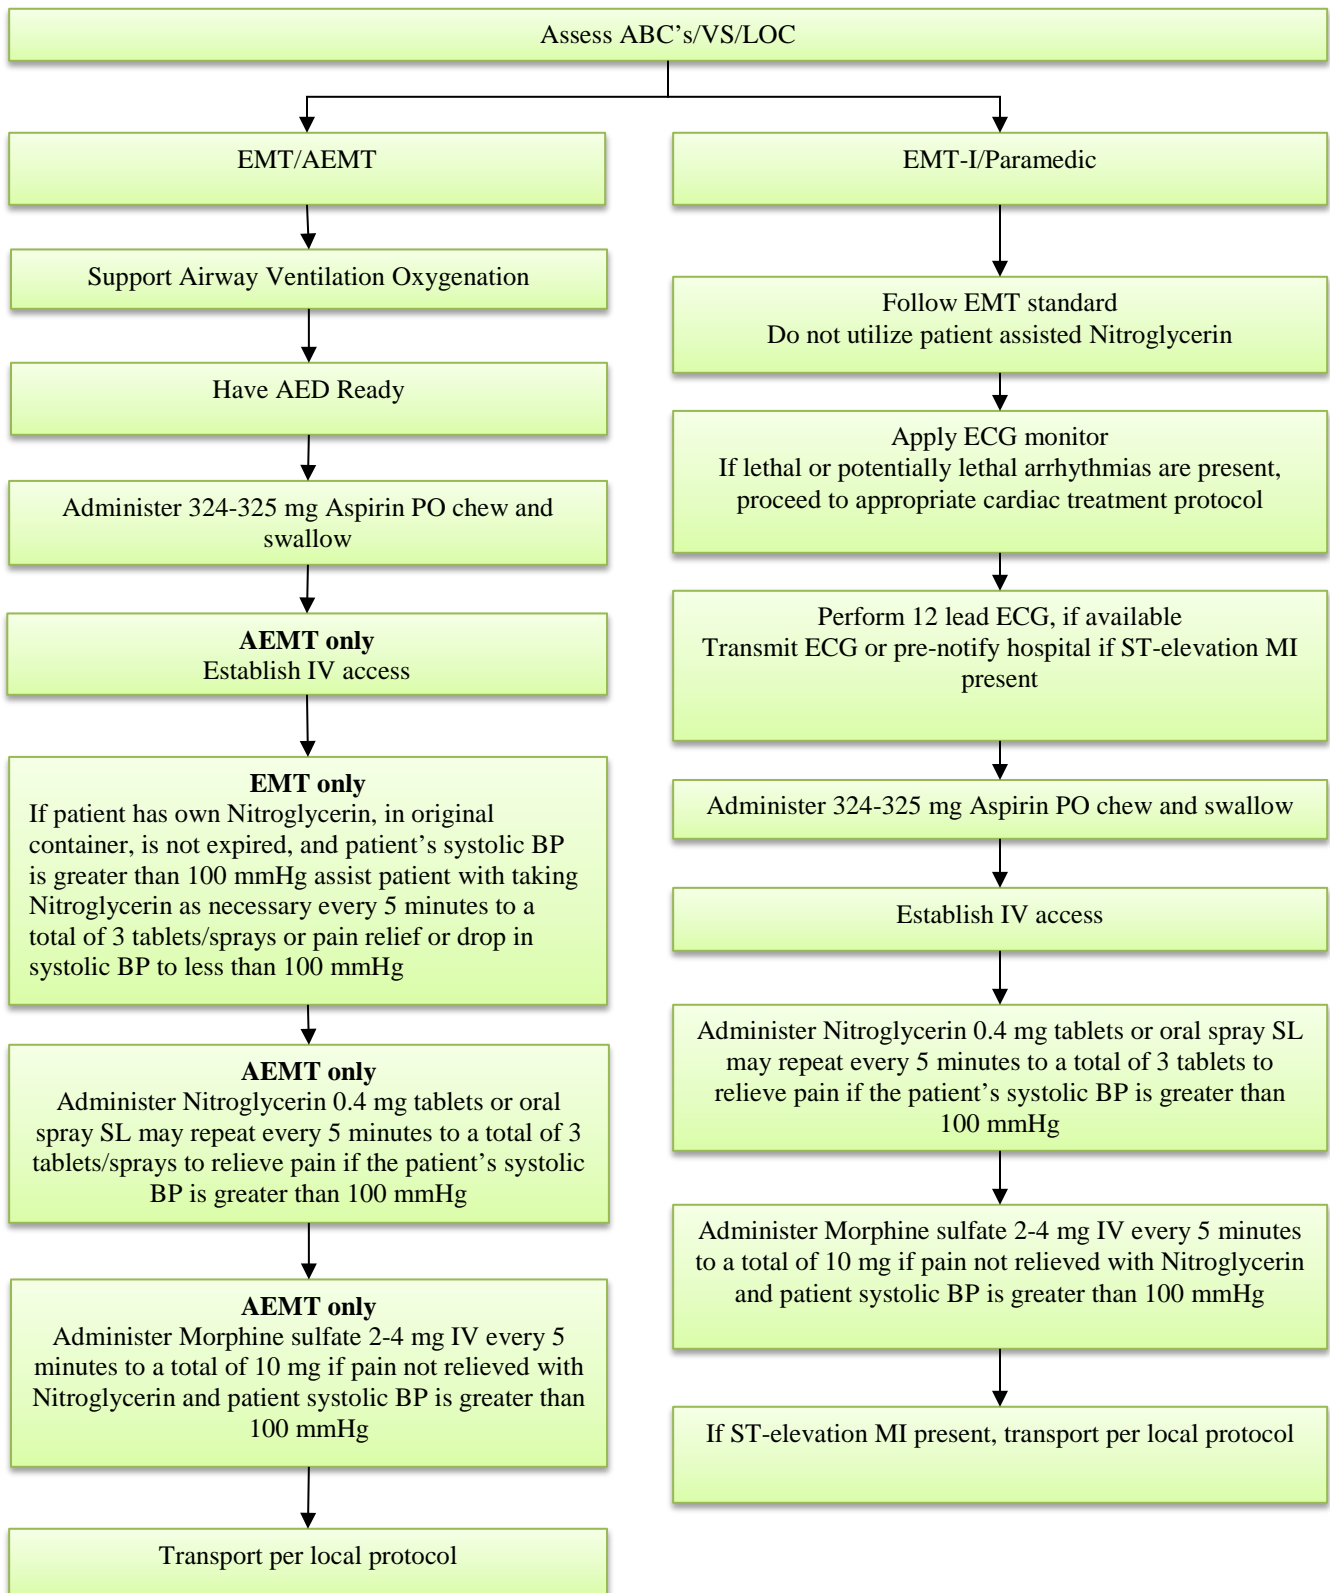 Assess ABC’s/VS/LOC
EMT/AEMT
Support Airway Ventilation Oxygenation
Have AED Ready
Administer 324-325 mg Aspirin PO chew and
swallow
AEMT only
Establish IV access
EMT only
If patient has own Nitroglycerin, in original
container, is not expired, and patient’s systolic BP
is greater than 100 mmHg assist patient with taking
Nitroglycerin as necessary every 5 minutes to a
total of 3 tablets/sprays or pain relief or drop in
systolic BP to less than 100 mmHg
AEMT only
Administer Nitroglycerin 0.4 mg tablets or oral
spray SL may repeat every 5 minutes to a total of 3
tablets/sprays to relieve pain if the patient’s systolic
BP is greater than 100 mmHg
AEMT only
Administer Morphine sulfate 2-4 mg IV every 5
minutes to a total of 10 mg if pain not relieved with
Nitroglycerin and patient systolic BP is greater than
100 mmHg
Transport per local protocol
EMT-I/Paramedic
Follow EMT standard
Do not utilize patient assisted Nitroglycerin
Apply ECG monitor
If lethal or potentially lethal arrhythmias are present,
proceed to appropriate cardiac treatment protocol
Perform 12 lead ECG, if available
Transmit ECG or pre-notify hospital if ST-elevation MI
present
Administer 324-325 mg Aspirin PO chew and swallow
Establish IV access
Administer Nitroglycerin 0.4 mg tablets or oral spray SL
may repeat every 5 minutes to a total of 3 tablets to
relieve pain if the patient’s systolic BP is greater than
100 mmHg
Administer Morphine sulfate 2-4 mg IV every 5 minutes
to a total of 10 mg if pain not relieved with Nitroglycerin
and patient systolic BP is greater than 100 mmHg
If ST-elevation MI present, transport per local protocol